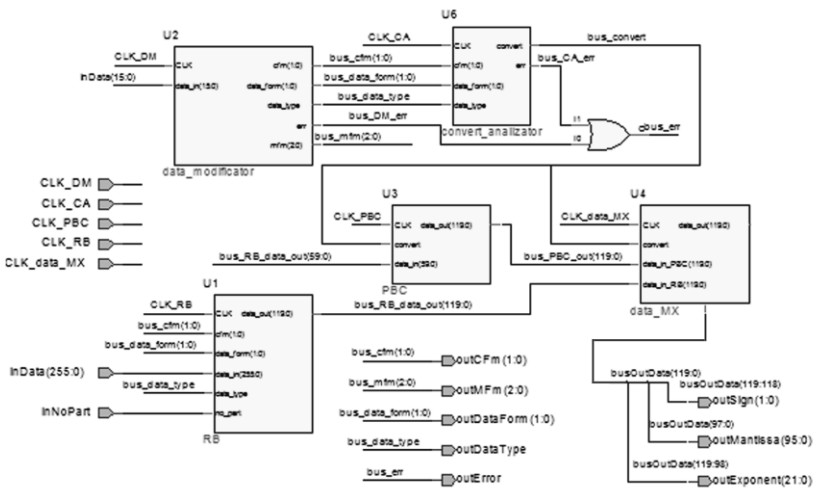 U6
U2
CLK_CA
bus_convert
CLK_DM
CLK
convert
bus_CA_err
InData(15:0)
CLK
cfm(1:0)
bus_cfm(1:0)
cfm(1:0)
err
data_in(15:0)
data_form(1:0)
bus_data_form(1:0)
data_form(1:0)
data_type
bus_data_type
data_type
err
bus_DM_err
convert_analizator
I1
I0
bus_err
mfm(2:0)
bus_mfm(2:0)
data_modificator
CLK_DM
CLK_CA
CLK_PBC
CLK_RB
CLK_data_MX
U3
U4
CLK_PBC
CLK
data_out(119:0)
CLK_data_MX
CLK
data_out(119:0)
convert
convert
bus_RB_data_out(59:0)
data_in(59:0)
bus_PBC_out(119:0)
data_in_PBC(119:0)
data_in_RB(119:0)
PBC
data_MX
U1
CLK_RB
CLK
data_out(119:0)
bus_RB_data_out(119:0)
bus_cfm(1:0)
cfm(1:0)
bus_data_form(1:0)
data_form(1:0)
InData(255:0)
data_in(255:0)
bus_data_type
data_type
InNoPart
no_part
RB
bus_cfm(1:0)
outCFm(1:0)
bus_mfm(2:0)
outMFm(2:0)
bus_data_form(1:0)
outDataForm(1:0)
bus_data_type
outDataType
bus_err
outError
busOutData(119:0)
busOutData(119:118)
outSign(1:0)
busOutData(97:0)
outMantissa(95:0)
busOutData(119:98)
outExponent(21:0)